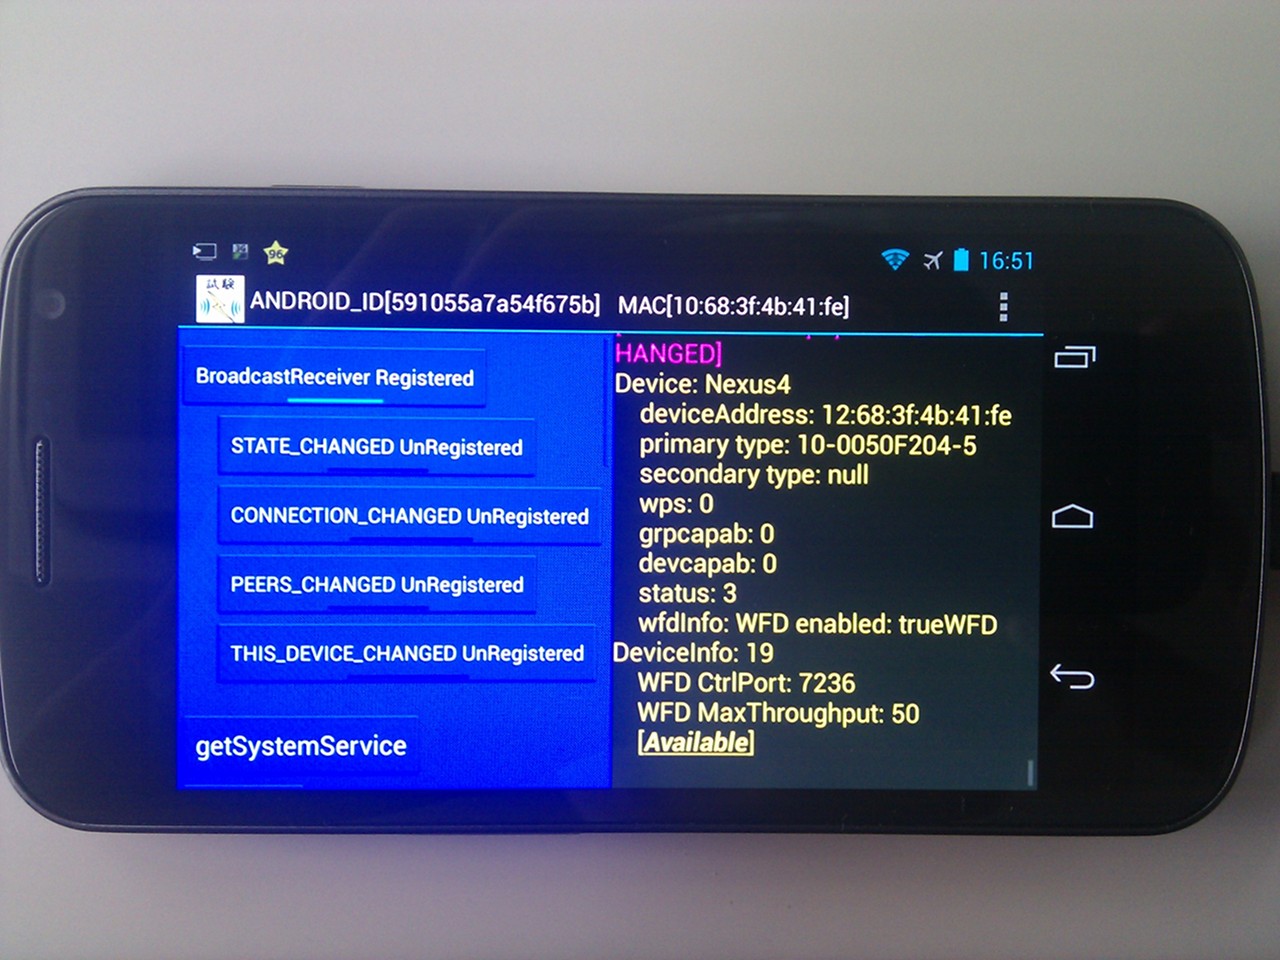 96
16:51
試験
ANDROID_ID[591055a7a54f675b] MAC[10:68:3f:4b:41:fe]
BroadcastReceiver Registered
STATE_CHANGED UnRegistered
CONNECTION_CHANGED UnRegistered
PEERS_CHANGED UnRegistered
THIS_DEVICE_CHANGED UnRegistered
getSystemService
HANGED]
Device: Nexus4
deviceAddress: 12:68:3f:4b:41:fe
primary type: 10-0050F204-5
secondary type: null
wps: 0
grpcapab: 0
devcapab: 0
status: 3
wfdInfo: WFD enabled: trueWFD
DeviceInfo: 19
WFD CtrlPort: 7236
WFD MaxThroughput: 50
[Available]